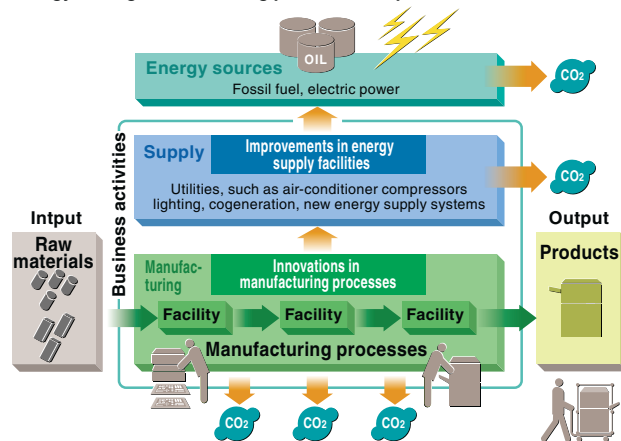 OIL
Energy sources
Fossil fuel, electric power
CO2
Business activities
Supply
Improvements in energy
supply facilities
Utilities, such as air-conditioner compressors
lighting, cogeneration, new energy supply systems
CO2
Intput
Raw
materials
Manufac-
turing
Innovations in
manufacturing processes
Facility
Facility
Facility
Manufacturing processes
Output
Products
CO2
CO2
CO2